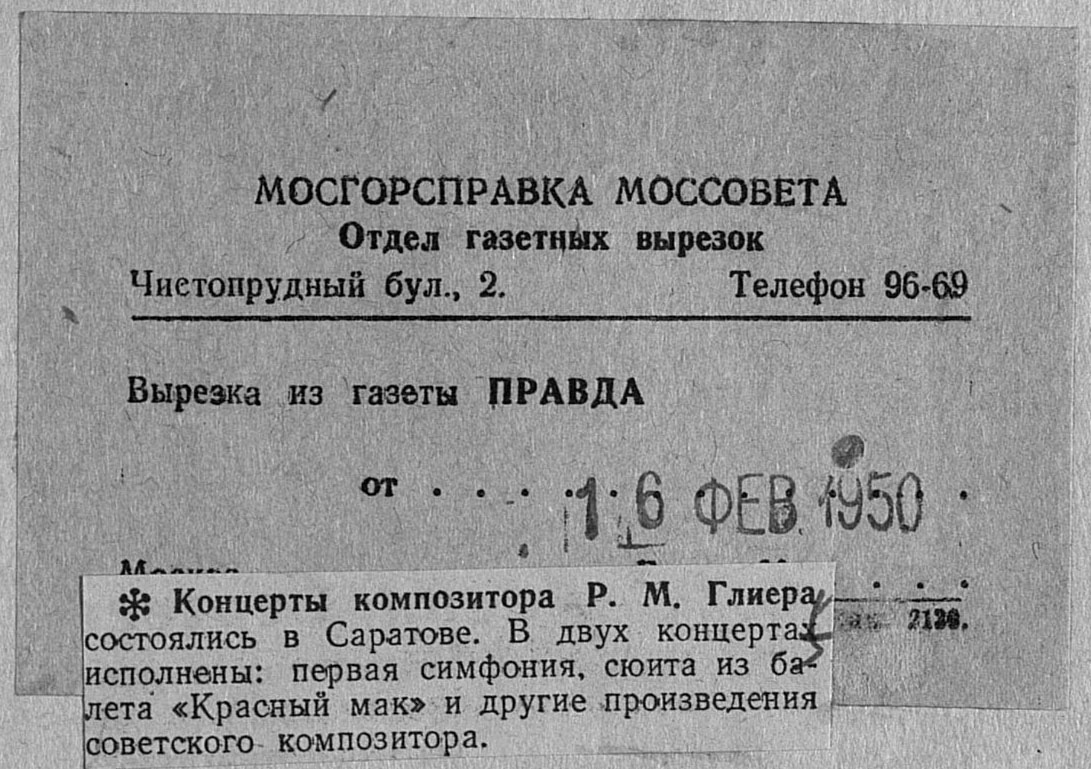 МОСГОРСПРАВКА МОССОВЕТА
Отдел газетных вырезок
Чистопрудный бул., 2. Телефон 96-69
Вырезка из газеты ПРАВДА
от . . . . . 16 ФЕВ 1950 .
Москва
❇ Концерты композитора Р. М. Глиера
состоялись в Саратове. В двух концертах
исполнены: первая симфония, сюита из ба-
лета «Красный мак» и другие произведения
советского композитора.